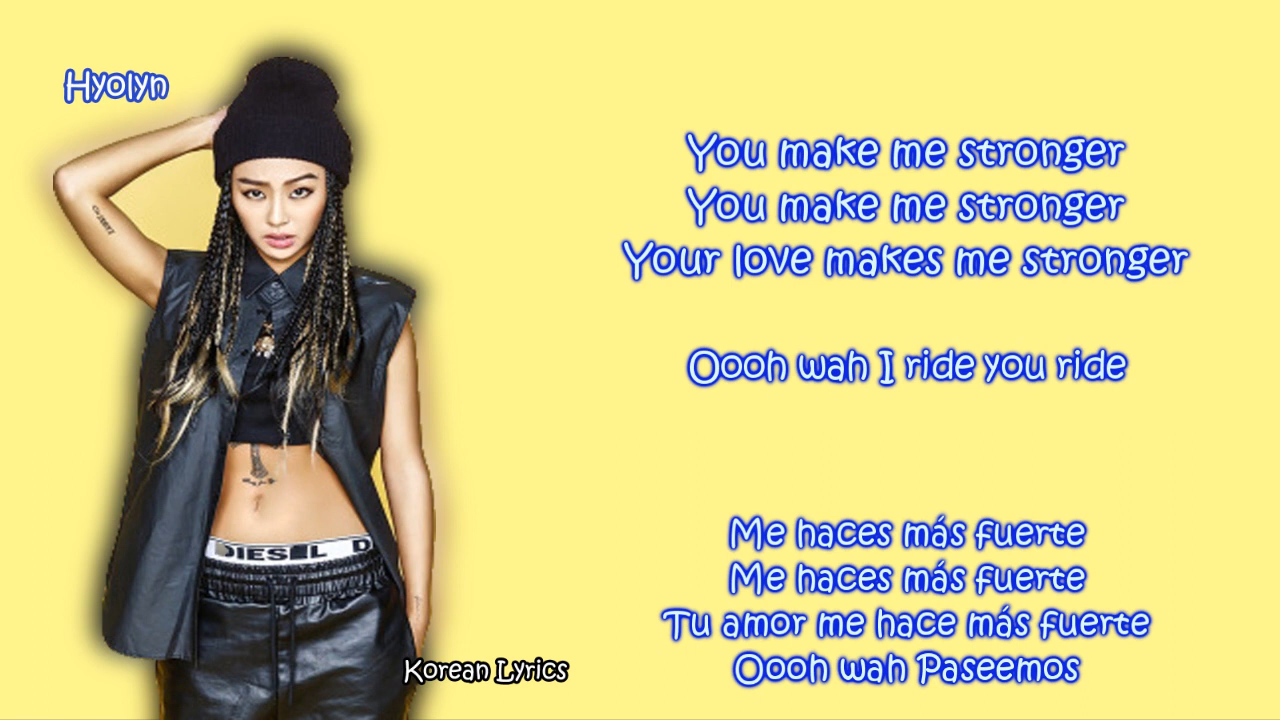 Hyolyn
You make me stronger
You make me stronger
Your love makes me stronger
Oooh wah I ride you ride
Me haces más fuerte
Me haces más fuerte
Tu amor me hace más fuerte
Oooh wah Paseemos
DIESEL D
Korean Lyrics